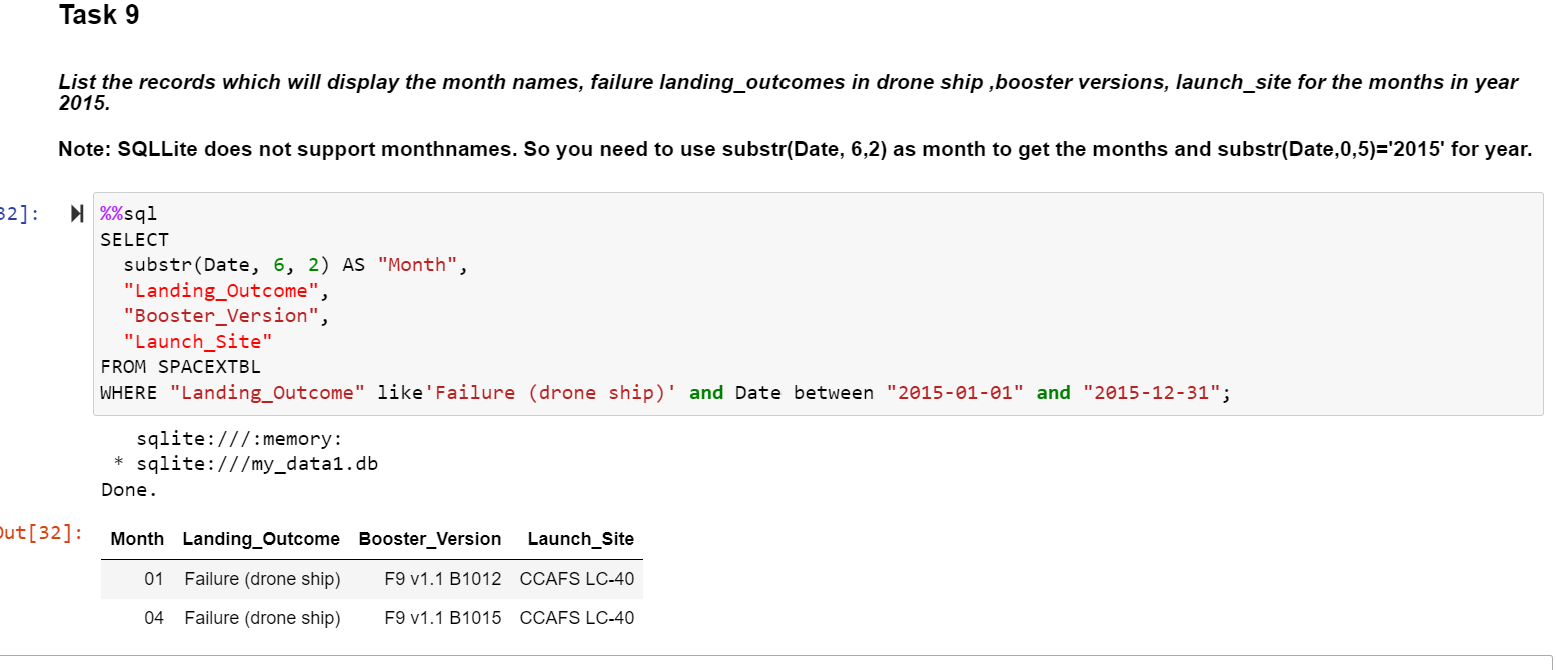 Task 9
List the records which will display the month names, failure landing_outcomes in drone ship ,booster versions, launch_site for the months in year
2015.
Note: SQLLite does not support monthnames. So you need to use substr(Date, 6,2) as month to get the months and substr(Date,0,5)='2015' for year.
32]:
%%sql
SELECT
substr(Date, 6, 2) AS "Month",
"Landing_Outcome",
"Booster_Version",
"Launch_Site"
FROM SPACEXTBL
WHERE "Landing_Outcome" like'Failure (drone ship)' and Date between "2015-01-01" and "2015-12-31";
sqlite:///:memory:
* sqlite:///my_data1.db
Done.
Out[32]:
Month Landing_Outcome Booster_Version Launch_Site
01 Failure (drone ship) F9 v1.1 B1012 CCAFS LC-40
04 Failure (drone ship) F9 v1.1 B1015 CCAFS LC-40